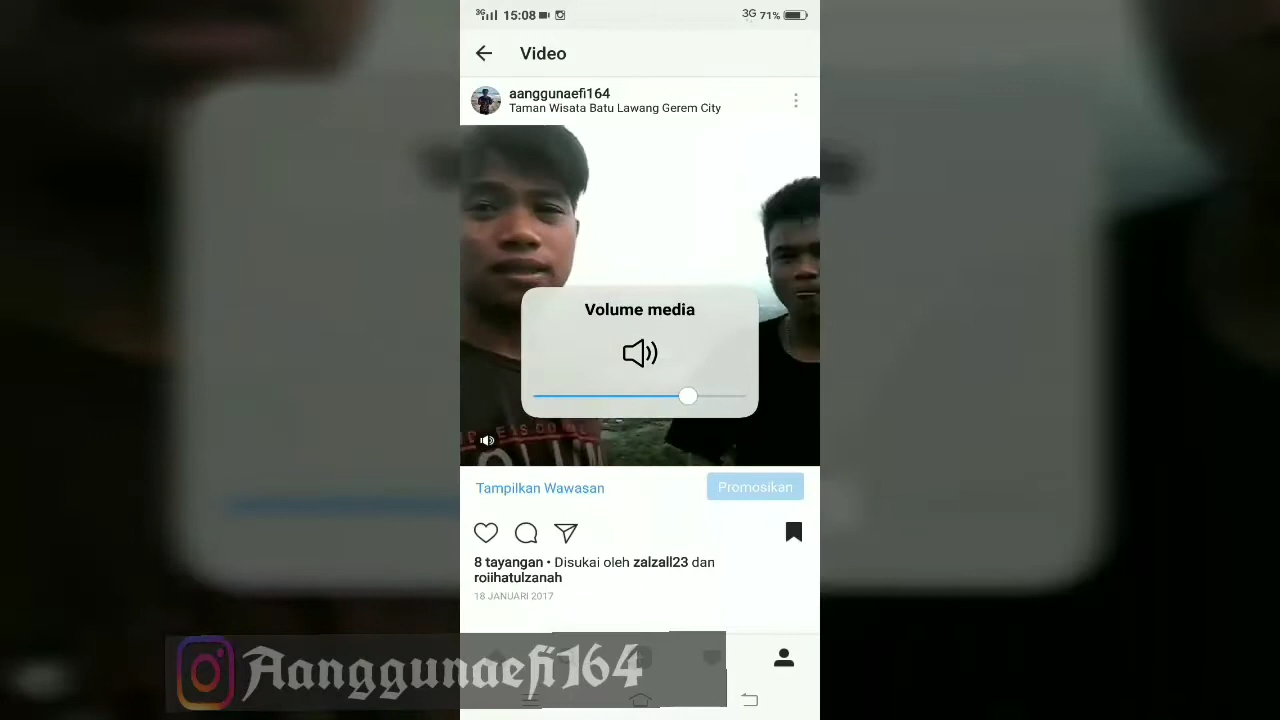 3G 15:08 3G 71%
Video
aanggunaefi164
Taman Wisata Batu Lawang Gerem City
Volume media
Tampilkan Wawasan Promosikan
8 tayangan • Disukai oleh zalzall23 dan
roiihatulzanah
18 JANUARI 2017
Aanggunaefi164